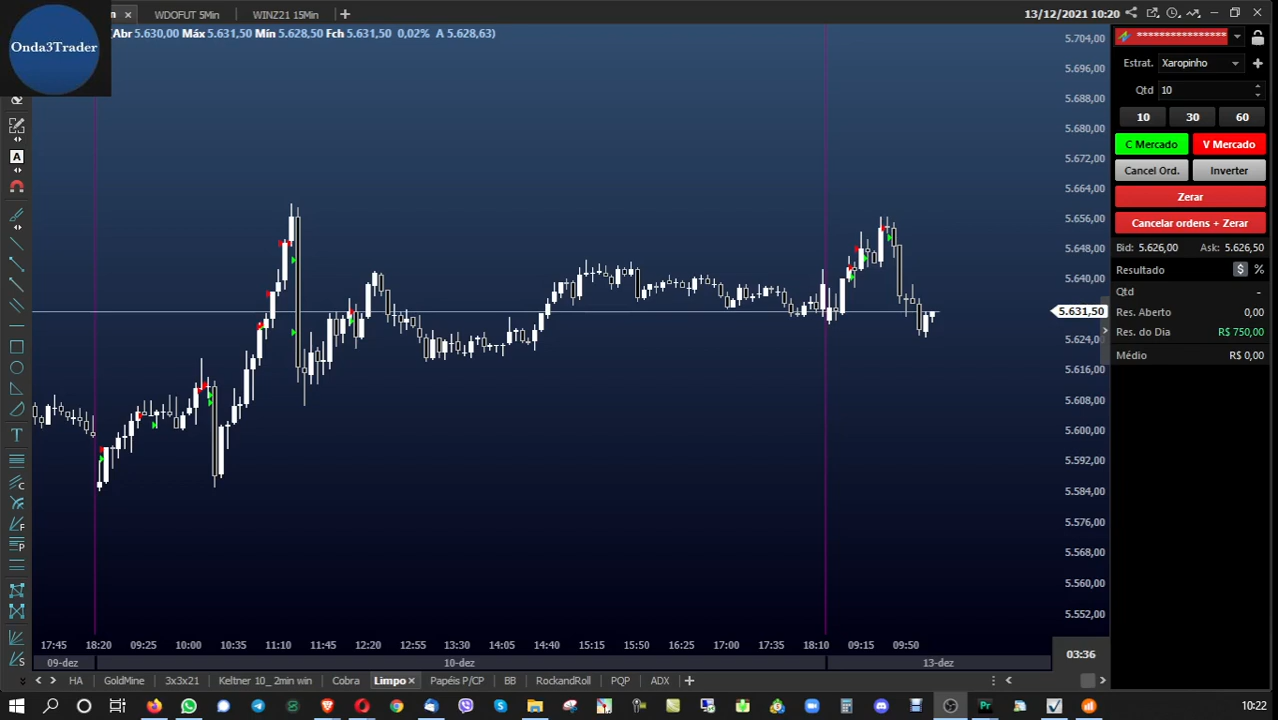 Onda3Trader
WDOFUT 5Min
WINZ21 15Min
13/12/2021 10:20
(Abr 5.630,00 Máx 5.631,50 Mín 5.628,50 Fch 5.631,50 0,02% A 5.628,63)
5.704,00
5.696,00
5.688,00
5.680,00
5.672,00
5.664,00
5.656,00
5.648,00
5.640,00
5.631,50
5.624,00
5.616,00
5.608,00
5.600,00
5.592,00
5.584,00
5.576,00
5.568,00
5.560,00
5.552,00
*****************
Estrat. Xaropinho
Qtd 10
10 30 60
C Mercado V Mercado
Cancel Ord. Inverter
Zerar
Cancelar ordens + Zerar
Bid: 5.626,00 Ask: 5.626,50
Resultado $ %
Qtd -
Res. Aberto 0,00
Res. do Dia R$ 750,00
Médio R$ 0,00
17:45 18:20 09:25 10:00 10:35 11:10 11:45 12:20 12:55 13:30 14:05 14:40 15:15 15:50 16:25 17:00 17:35 18:10 09:15 09:50
03:36
09-dez 10-dez 13-dez
HA GoldMine 3x3x21 Keltner 10_ 2min win Cobra Limpo Papéis P/CP BB RockandRoll PQP ADX
10:22